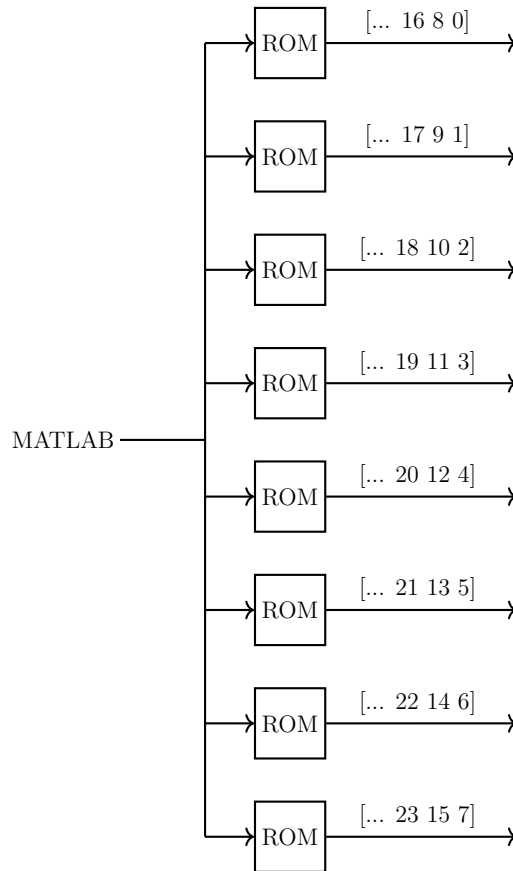 [... 16 8 0]
ROM
[... 17 9 1]
ROM
[... 18 10 2]
ROM
[... 19 11 3]
ROM
MATLAB
[... 20 12 4]
ROM
[... 21 13 5]
ROM
[... 22 14 6]
ROM
[... 23 15 7]
ROM